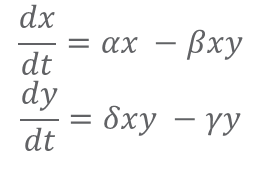 dx/dt = αx − βxy
dy/dt = δxy − γy